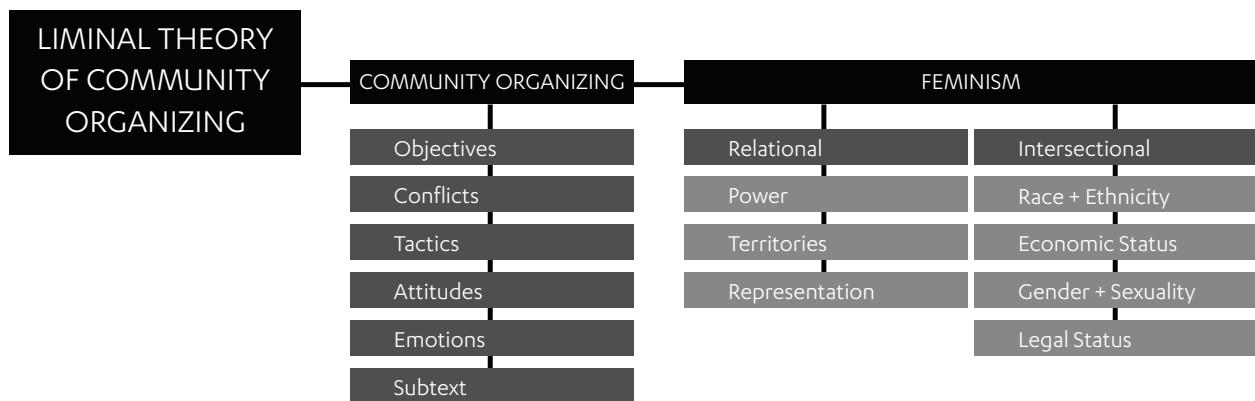 LIMINAL THEORY
OF COMMUNITY
ORGANIZING
COMMUNITY ORGANIZING
Objectives
Conflicts
Tactics
Attitudes
Emotions
Subtext
FEMINISM
Relational
Power
Territories
Representation
Intersectional
Race + Ethnicity
Economic Status
Gender + Sexuality
Legal Status